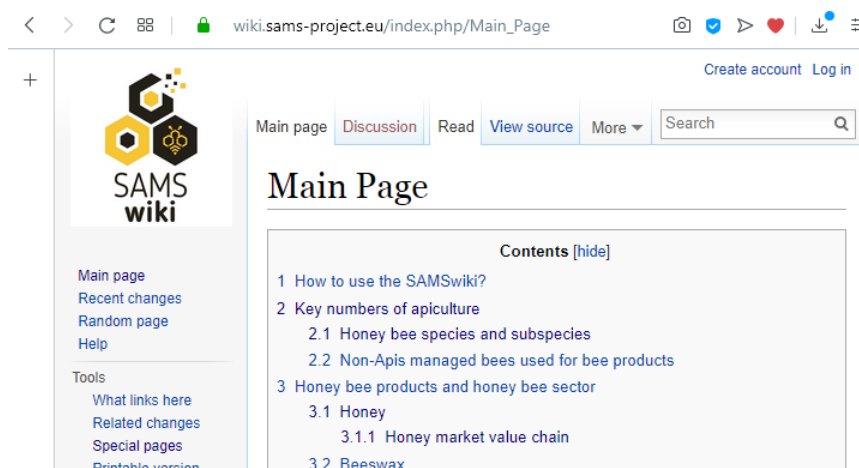 wiki.sams-project.eu/index.php/Main_Page
Create account Log in
Main page Discussion Read View source More Search
SAMS
wiki
Main Page
Contents [hide]
1 How to use the SAMSwiki?
2 Key numbers of apiculture
2.1 Honey bee species and subspecies
2.2 Non-Apis managed bees used for bee products
3 Honey bee products and honey bee sector
3.1 Honey
3.1.1 Honey market value chain
3.2 Beeswax
Main page
Recent changes
Random page
Help
Tools
What links here
Related changes
Special pages
Printable version